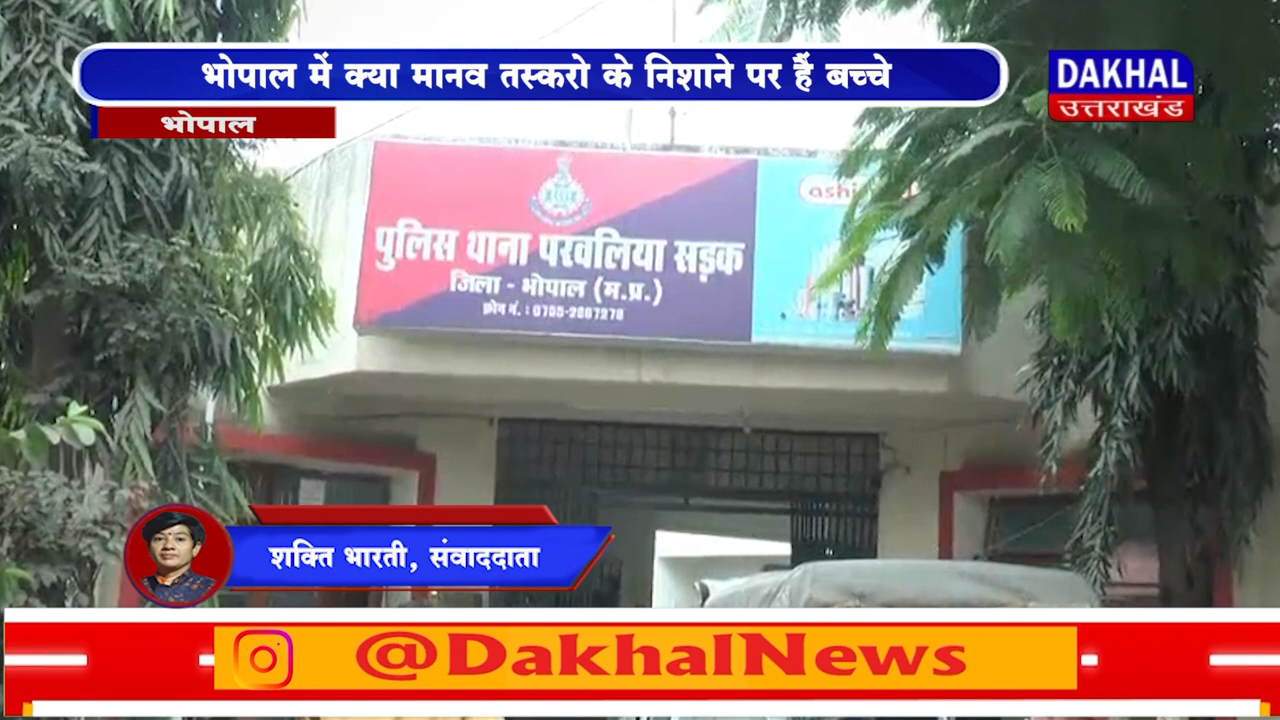 भोपाल में क्या मानव तस्करो के निशाने पर हैं बच्चे
DAKHAL
उत्तराखंड
भोपाल
पुलिस थाना परवलिया सड़क
जिला - भोपाल (म.प्र.)
फ़ोन नं. : 0755-2667278
शक्ति भारती, संवाददाता
@DakhalNews